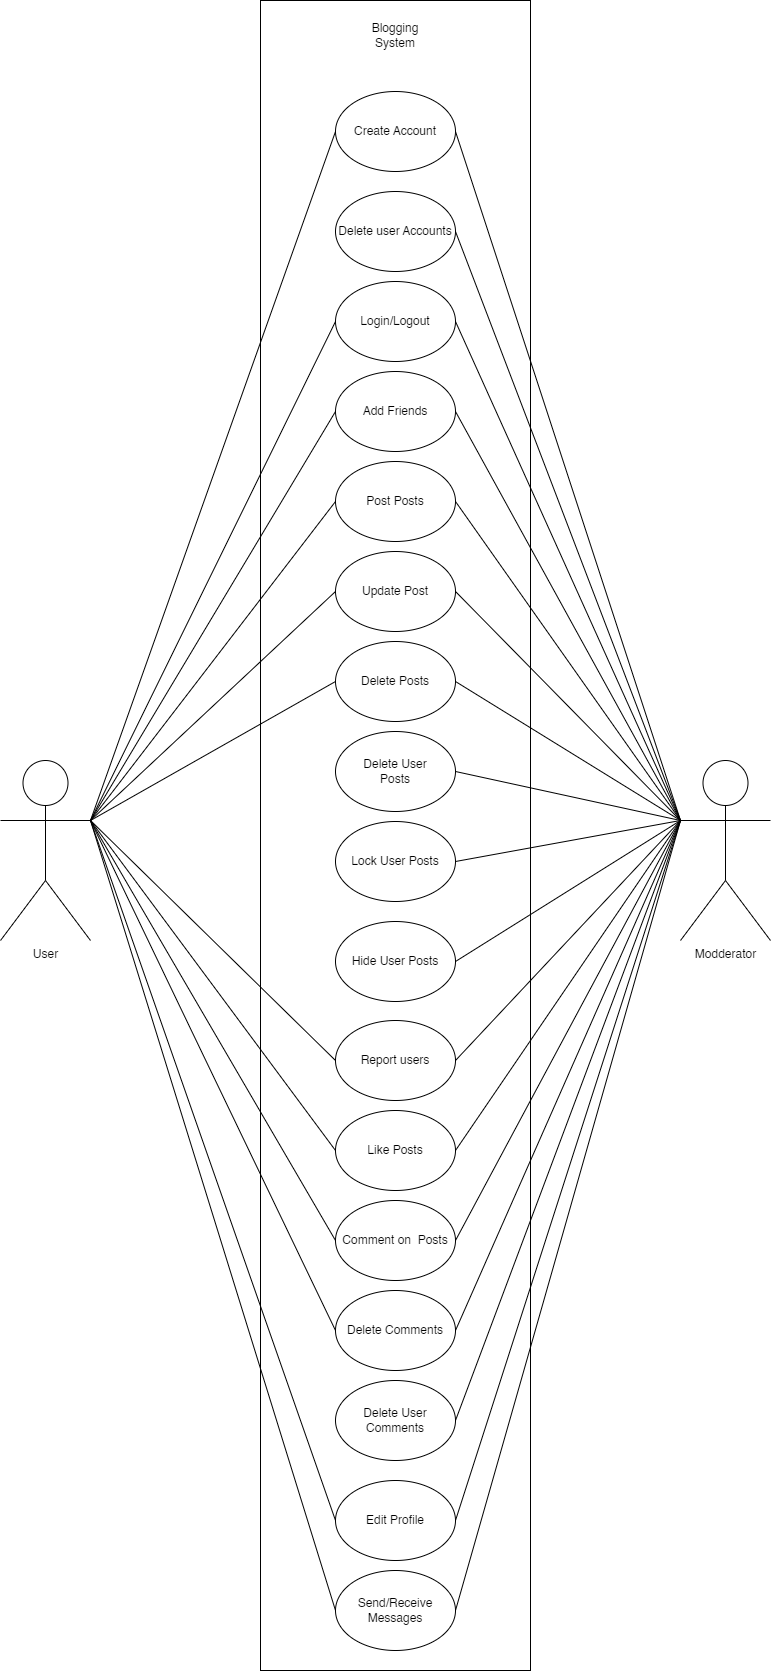 Blogging
System
Create Account
Delete user Accounts
Login/Logout
Add Friends
Post Posts
Update Post
Delete Posts
Delete User
Posts
Lock User Posts
User
Hide User Posts
Modderator
Report users
Like Posts
Comment on  Posts
Delete Comments
Delete User
Comments
Edit Profile
Send/Receive
Messages